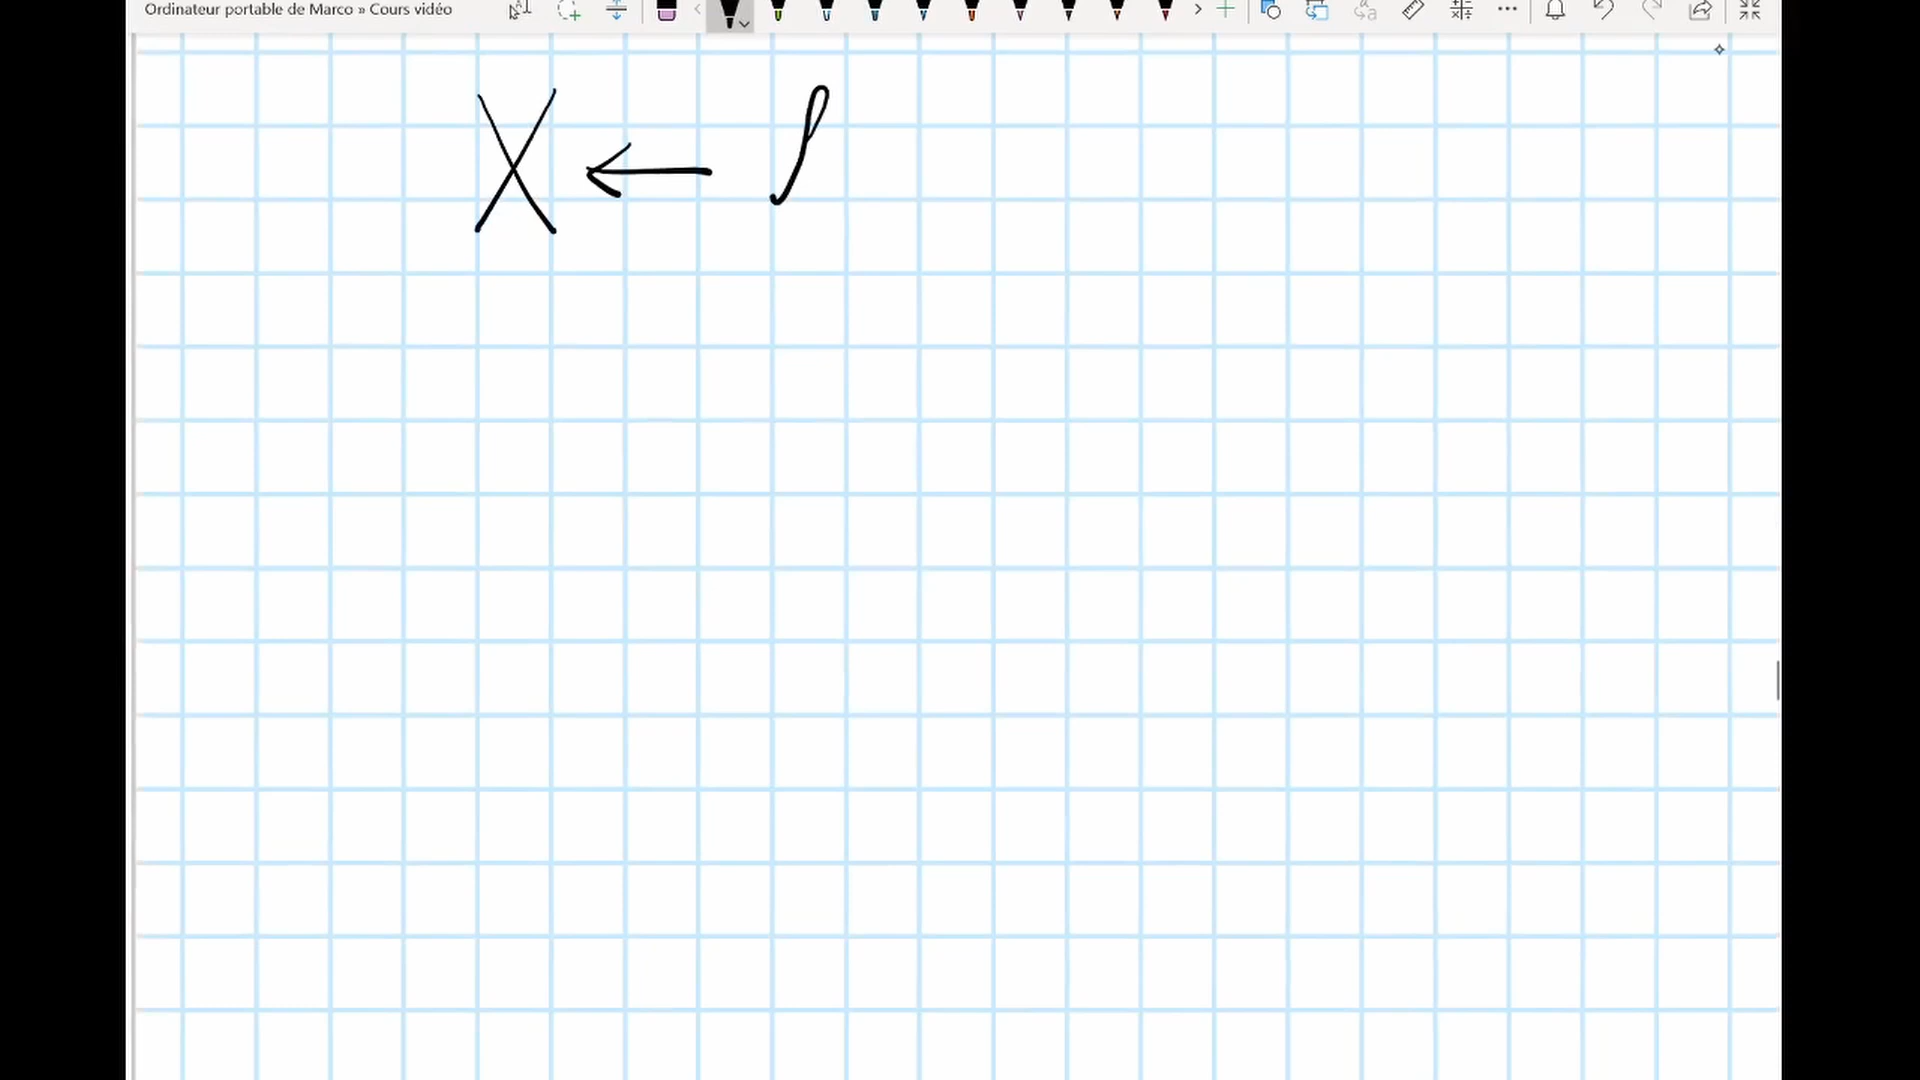 Ordinateur portable de Marco » Cours vidéo
X ←